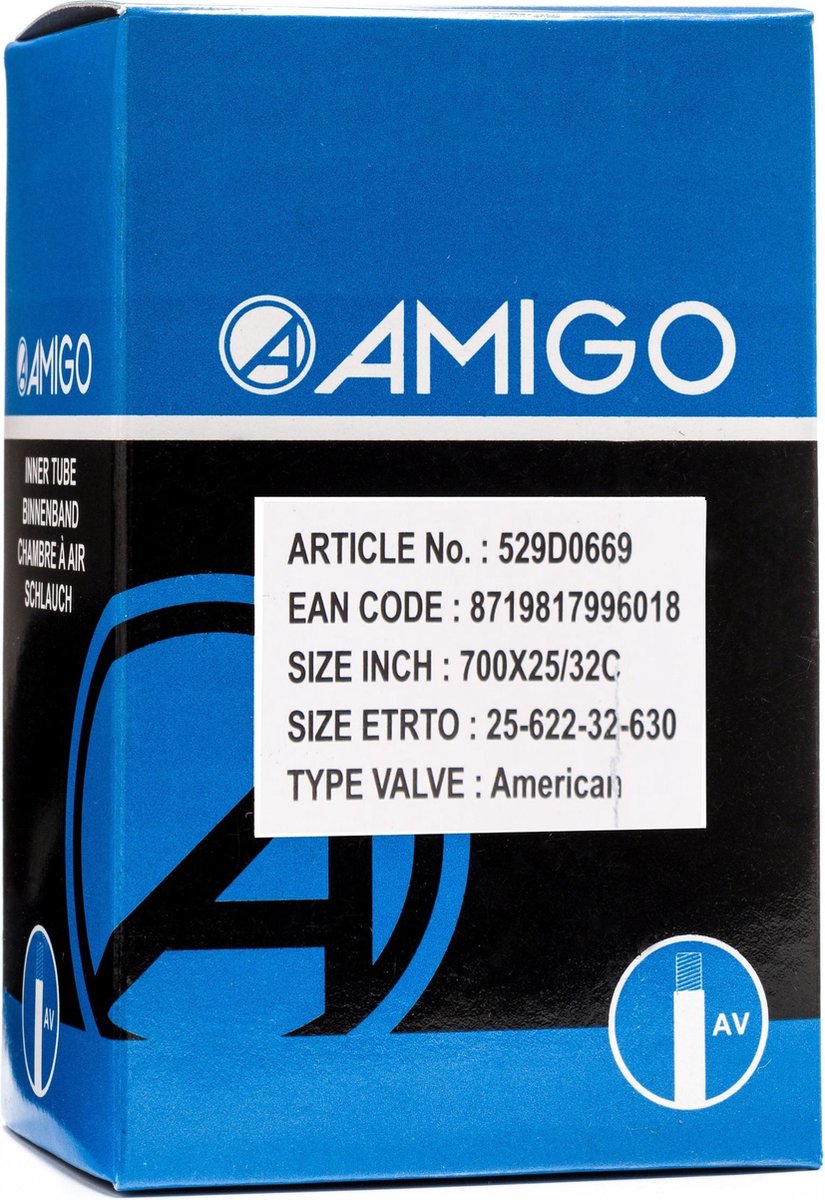 AMIGO
INNER TUBE
BINNENBAND
CHAMBRE À AIR
SCHLAUCH
AV
AMIGO
ARTICLE No. : 529D0669
EAN CODE : 8719817996018
SIZE INCH : 700X25/32C
SIZE ETRTO : 25-622-32-630
TYPE VALVE : American
AV